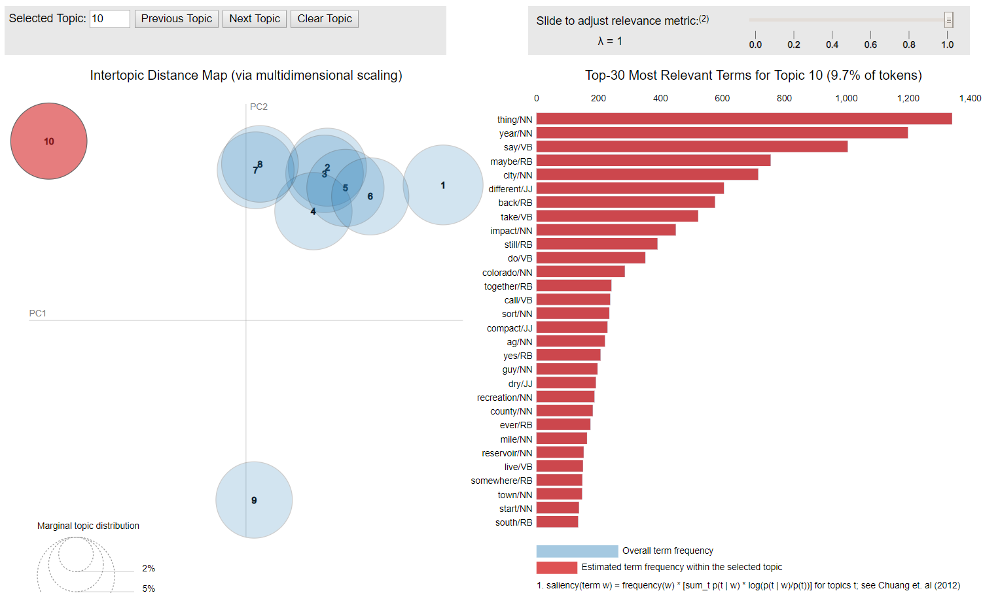 Selected Topic: 10 Previous Topic Next Topic Clear Topic
Slide to adjust relevance metric:(2)
λ = 1
0.0 0.2 0.4 0.6 0.8 1.0
Intertopic Distance Map (via multidimensional scaling)
PC2
PC1
10
8
7
2
3
5
6
4
1
9
Marginal topic distribution
2%
5%
Top-30 Most Relevant Terms for Topic 10 (9.7% of tokens)
0 200 400 600 800 1,000 1,200 1,400
thing/NN
year/NN
say/VB
maybe/RB
city/NN
different/JJ
back/RB
take/VB
impact/NN
still/RB
do/VB
colorado/NN
together/RB
call/VB
sort/NN
compact/JJ
ag/NN
yes/RB
guy/NN
dry/JJ
recreation/NN
county/NN
ever/RB
mile/NN
reservoir/NN
live/VB
somewhere/RB
town/NN
start/NN
south/RB
Overall term frequency
Estimated term frequency within the selected topic
1. saliency(term w) = frequency(w) * [sum_t p(t | w) * log(p(t | w)/p(t))] for topics t; see Chuang et. al (2012)